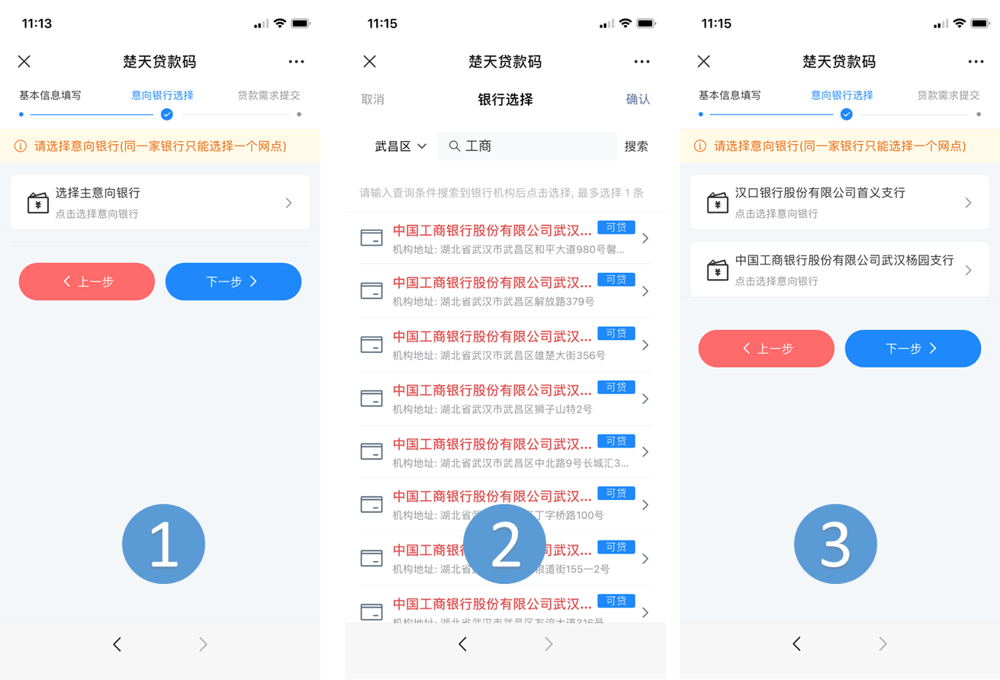 11:13
楚天贷款码
基本信息填写 意向银行选择 贷款需求提交
请选择意向银行(同一家银行只能选择一个网点)
选择主意向银行
点击选择意向银行
上一步 下一步
1
11:15
楚天贷款码
取消 银行选择 确认
武昌区 工商 搜索
请输入查询条件搜索到银行机构后点击选择, 最多选择 1 条
中国工商银行股份有限公司武汉... 可贷
机构地址: 湖北省武汉市武昌区和平大道980号馨...
中国工商银行股份有限公司武汉... 可贷
机构地址: 湖北省武汉市武昌区解放路379号
中国工商银行股份有限公司武汉... 可贷
机构地址: 湖北省武汉市武昌区雄楚大街356号
中国工商银行股份有限公司武汉... 可贷
机构地址: 湖北省武汉市武昌区狮子山特2号
中国工商银行股份有限公司武汉... 可贷
机构地址: 湖北省武汉市武昌区中北路9号长城汇3...
中国工商银行股份有限公司武汉... 可贷
机构地址: 湖北省 丁字桥路100号
中国工商银行 武汉... 可贷
机构地址: 湖北省 粮道街155一2号
2
中国工商银行股份有限公司武汉... 可贷
机构地址: 湖北省武汉市武昌区友谊大道316号
11:15
楚天贷款码
基本信息填写 意向银行选择 贷款需求提交
请选择意向银行(同一家银行只能选择一个网点)
汉口银行股份有限公司首义支行
点击选择意向银行
中国工商银行股份有限公司武汉杨园支行
点击选择意向银行
上一步 下一步
3